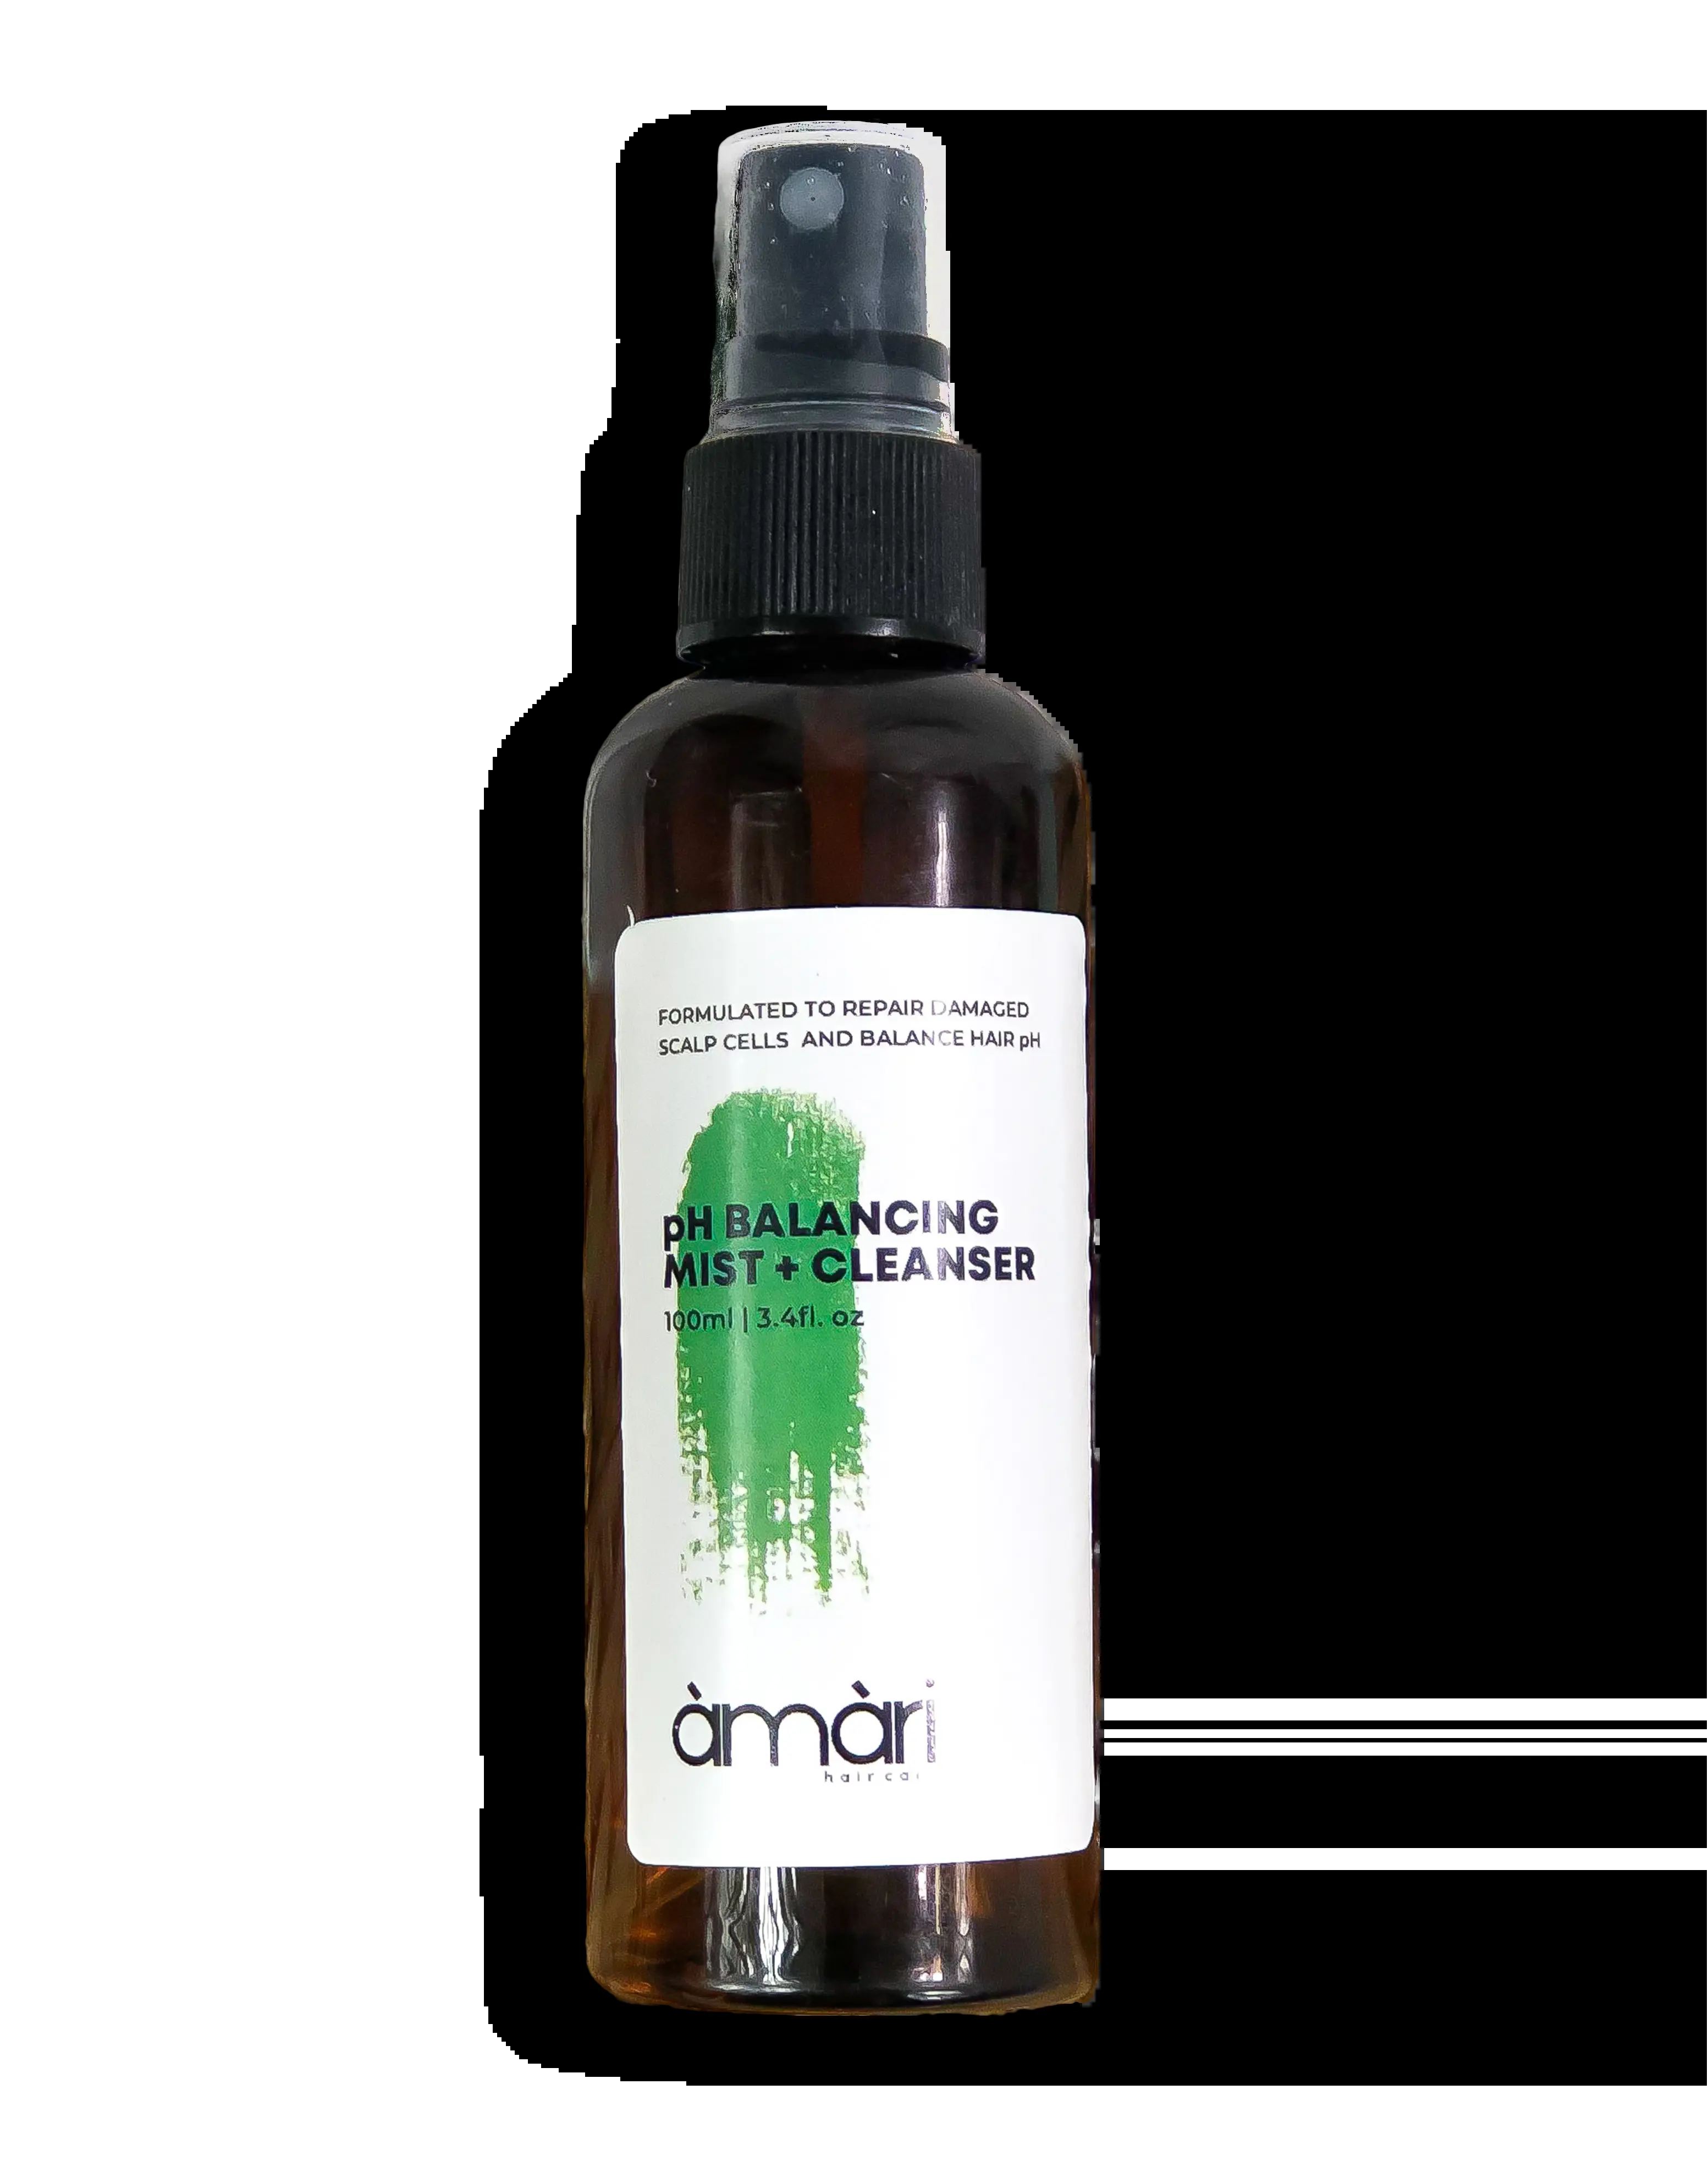 FORMULATED TO REPAIR DAMAGED
SCALP CELLS AND BALANCE HAIR pH
pH BALANCING
MIST + CLEANSER
100ml | 3.4fl. oz
àmàri
hair